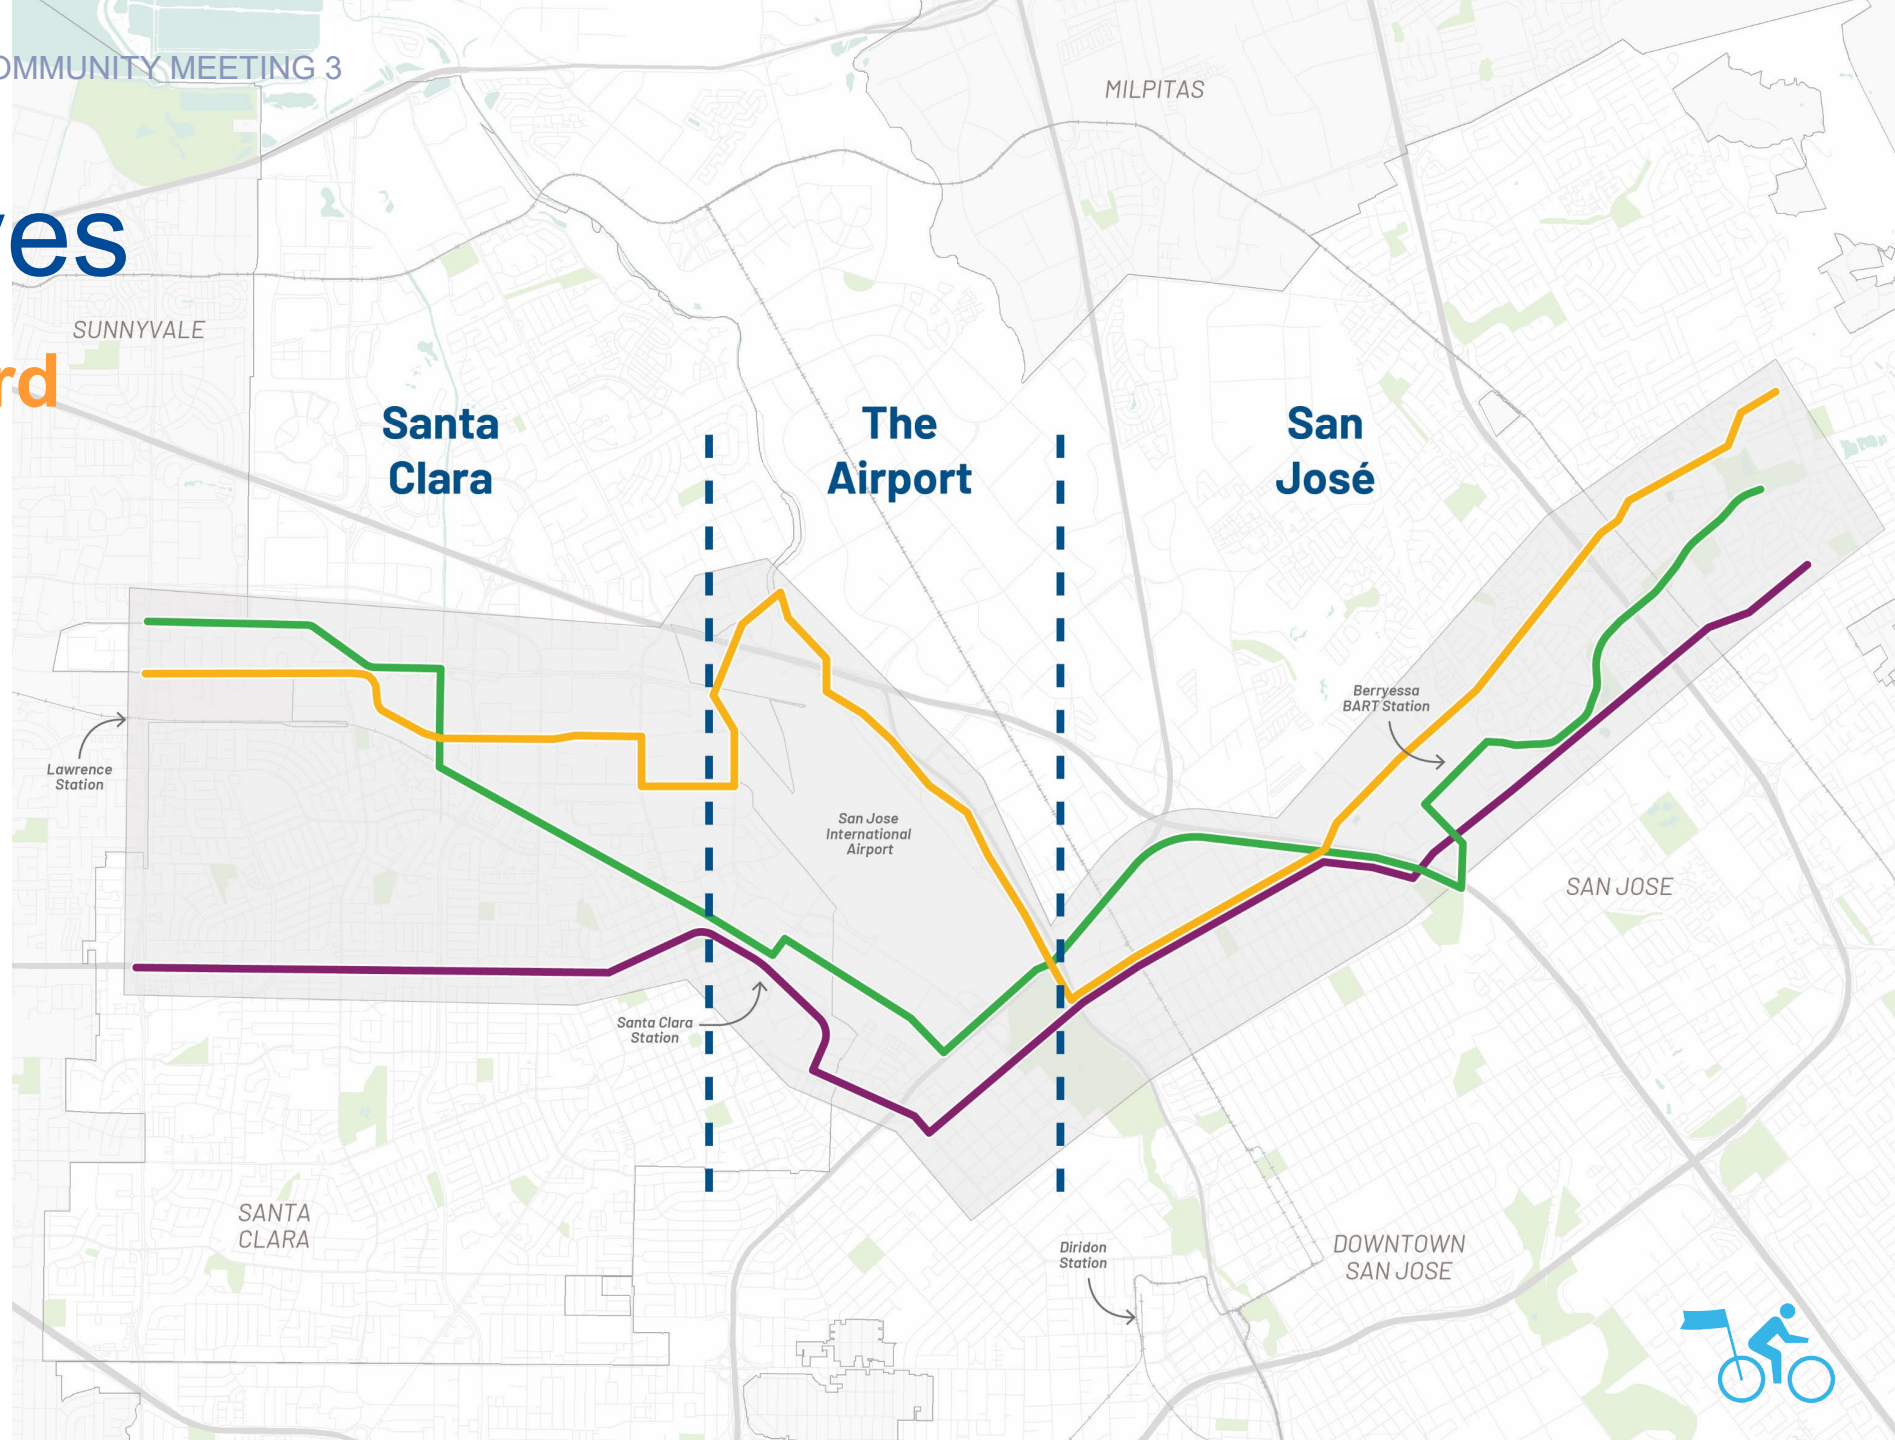 OMMUNITY MEETING 3
MILPITAS
ves
SUNNYVALE
rd
Santa
Clara
The
Airport
San
José
Berryessa
BART Station
Lawrence
Station
San Jose
International
Airport
SAN JOSE
Santa Clara
Station
SANTA
CLARA
Diridon
Station
DOWNTOWN
SAN JOSE